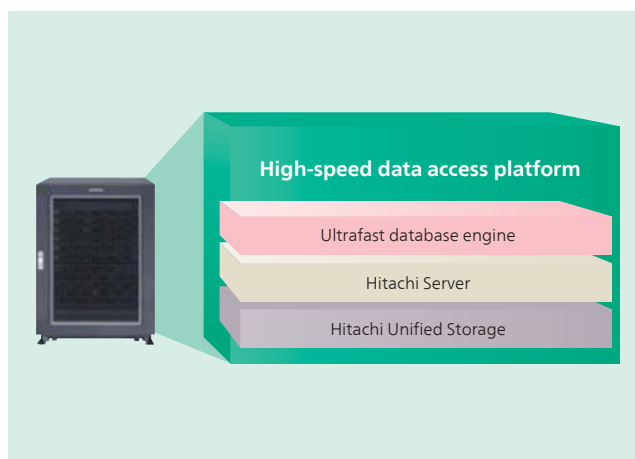 High-speed data access platform
Ultrafast database engine
Hitachi Server
Hitachi Unified Storage